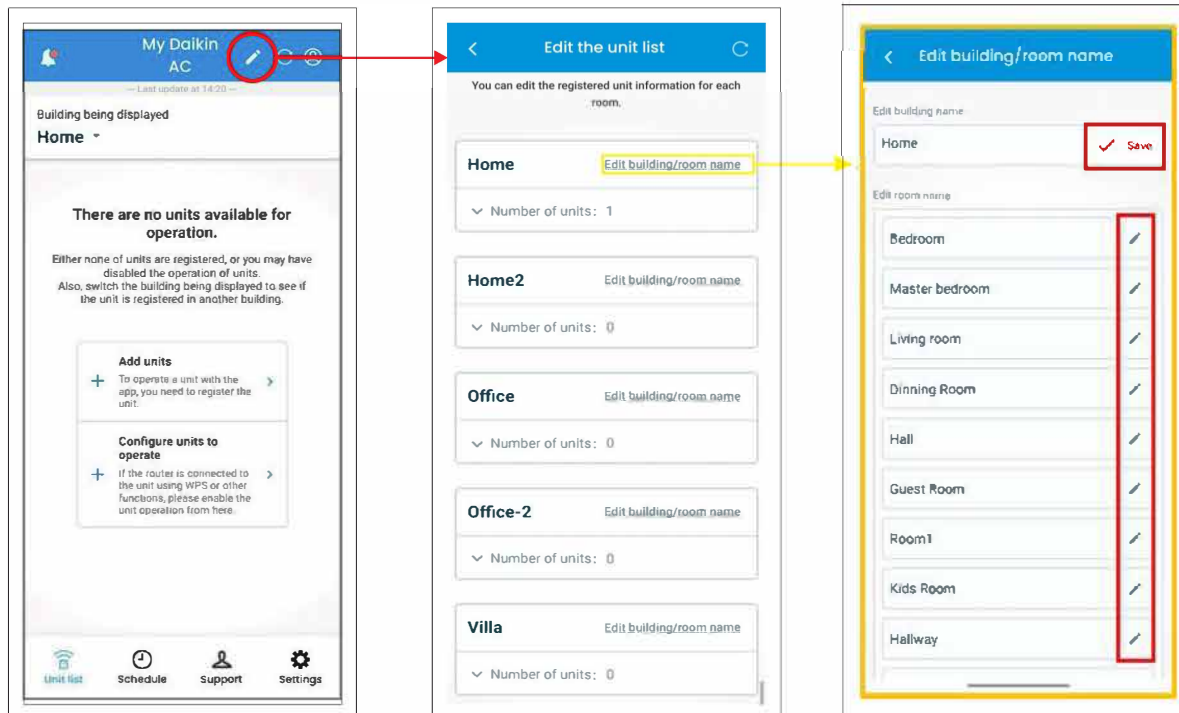 My Daikin
AC
— Last update at 14:20 —
Building being displayed
Home
There are no units available for
operation.
Either none of units are registered, or you may have
disabled the operation of units.
Also, switch the building being displayed to see if
the unit is registered in another building.
Add units
To operate a unit with the
app, you need to register the
unit.
Configure units to
operate
If the router is connected to
the unit using WPS or other
functions, please enable the
unit operation from here.
Unit list
Schedule
Support
Settings
Edit the unit list
You can edit the registered unit information for each
room.
Home Edit building/room name
Number of units: 1
Home2 Edit building/room name
Number of units: 0
Office Edit building/room name
Number of units: 0
Office-2 Edit building/room name
Number of units: 0
Villa Edit building/room name
Number of units: 0
Edit building/room name
Edit building name
Home Save
Edit room name
Bedroom
Master bedroom
Living room
Dinning Room
Hall
Guest Room
Room1
Kids Room
Hallway